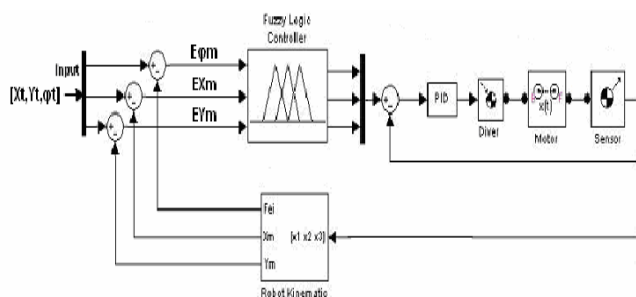 Fuzzy Logic
Controller
Input
[Xt,Yt,φt]
Eφm
EXm
EYm
PID
Diver
Motor
x(t)
Sensor
Fei
Xm
Ym
[x1 x2 x3]
Robot Kinematic